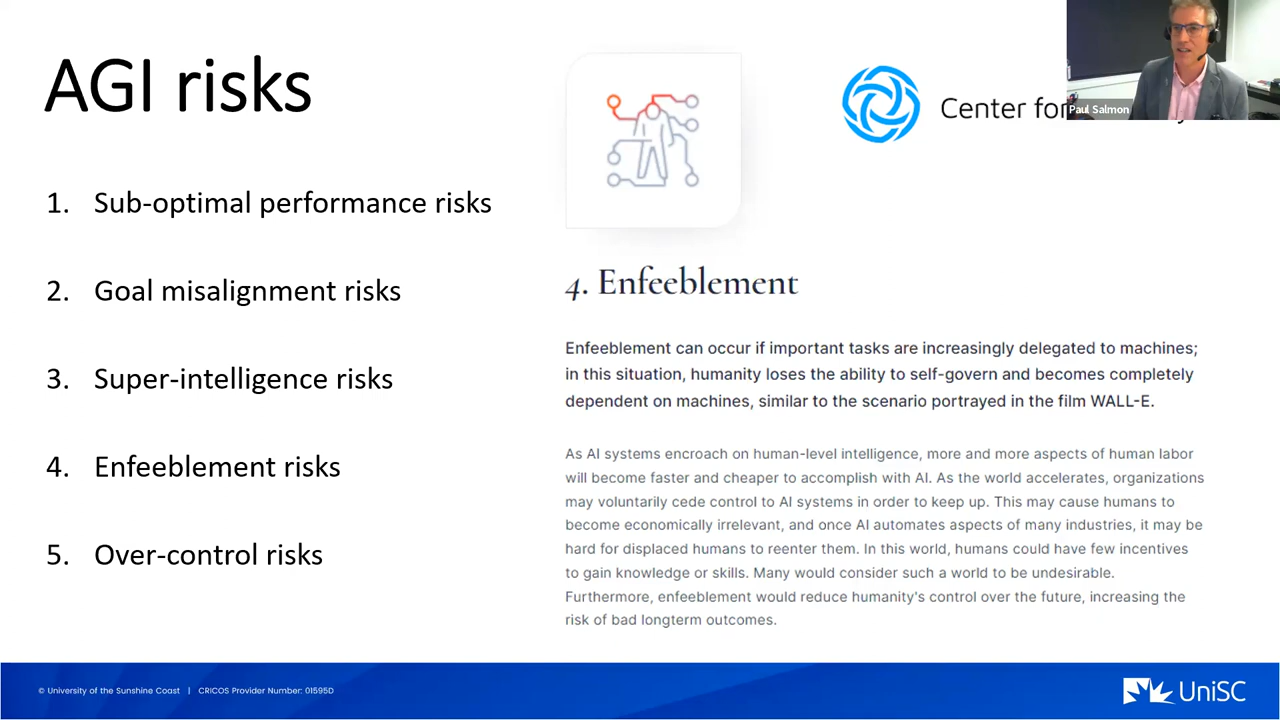 AGI risks
1. Sub-optimal performance risks
2. Goal misalignment risks
3. Super-intelligence risks
4. Enfeeblement risks
5. Over-control risks
Center for
Paul Salmon
4. Enfeeblement
Enfeeblement can occur if important tasks are increasingly delegated to machines;
in this situation, humanity loses the ability to self-govern and becomes completely
dependent on machines, similar to the scenario portrayed in the film WALL-E.
As AI systems encroach on human-level intelligence, more and more aspects of human labor
will become faster and cheaper to accomplish with AI. As the world accelerates, organizations
may voluntarily cede control to AI systems in order to keep up. This may cause humans to
become economically irrelevant, and once AI automates aspects of many industries, it may be
hard for displaced humans to reenter them. In this world, humans could have few incentives
to gain knowledge or skills. Many would consider such a world to be undesirable.
Furthermore, enfeeblement would reduce humanity's control over the future, increasing the
risk of bad longterm outcomes.
© University of the Sunshine Coast | CRICOS Provider Number: 01595D
UniSC